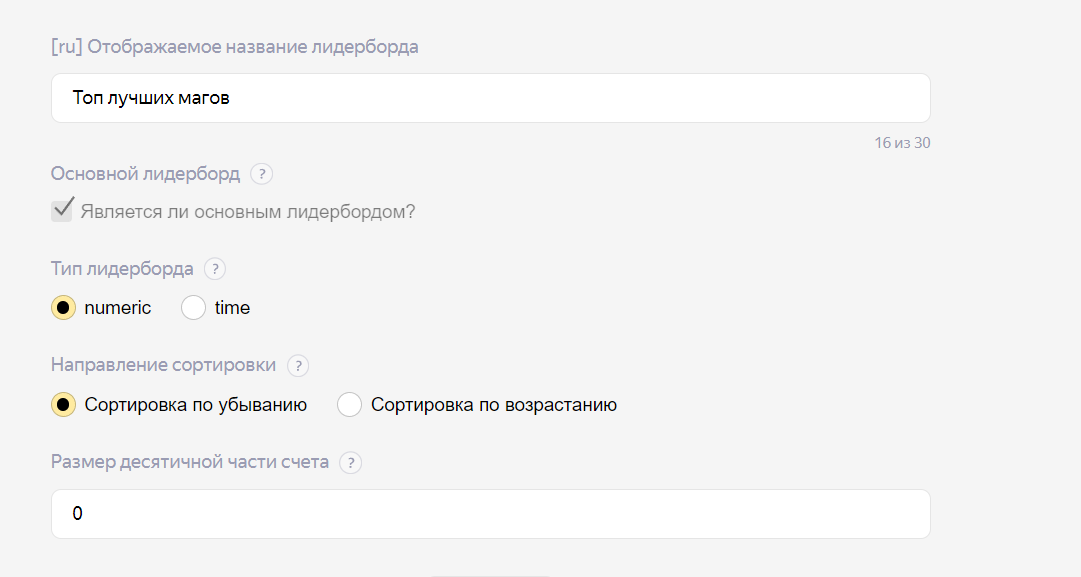 [ru] Отображаемое название лидерборда
Топ лучших магов
16 из 30
Основной лидерборд ?
Является ли основным лидербордом?
Тип лидерборда ?
numeric time
Направление сортировки ?
Сортировка по убыванию Сортировка по возрастанию
Размер десятичной части счета ?
0